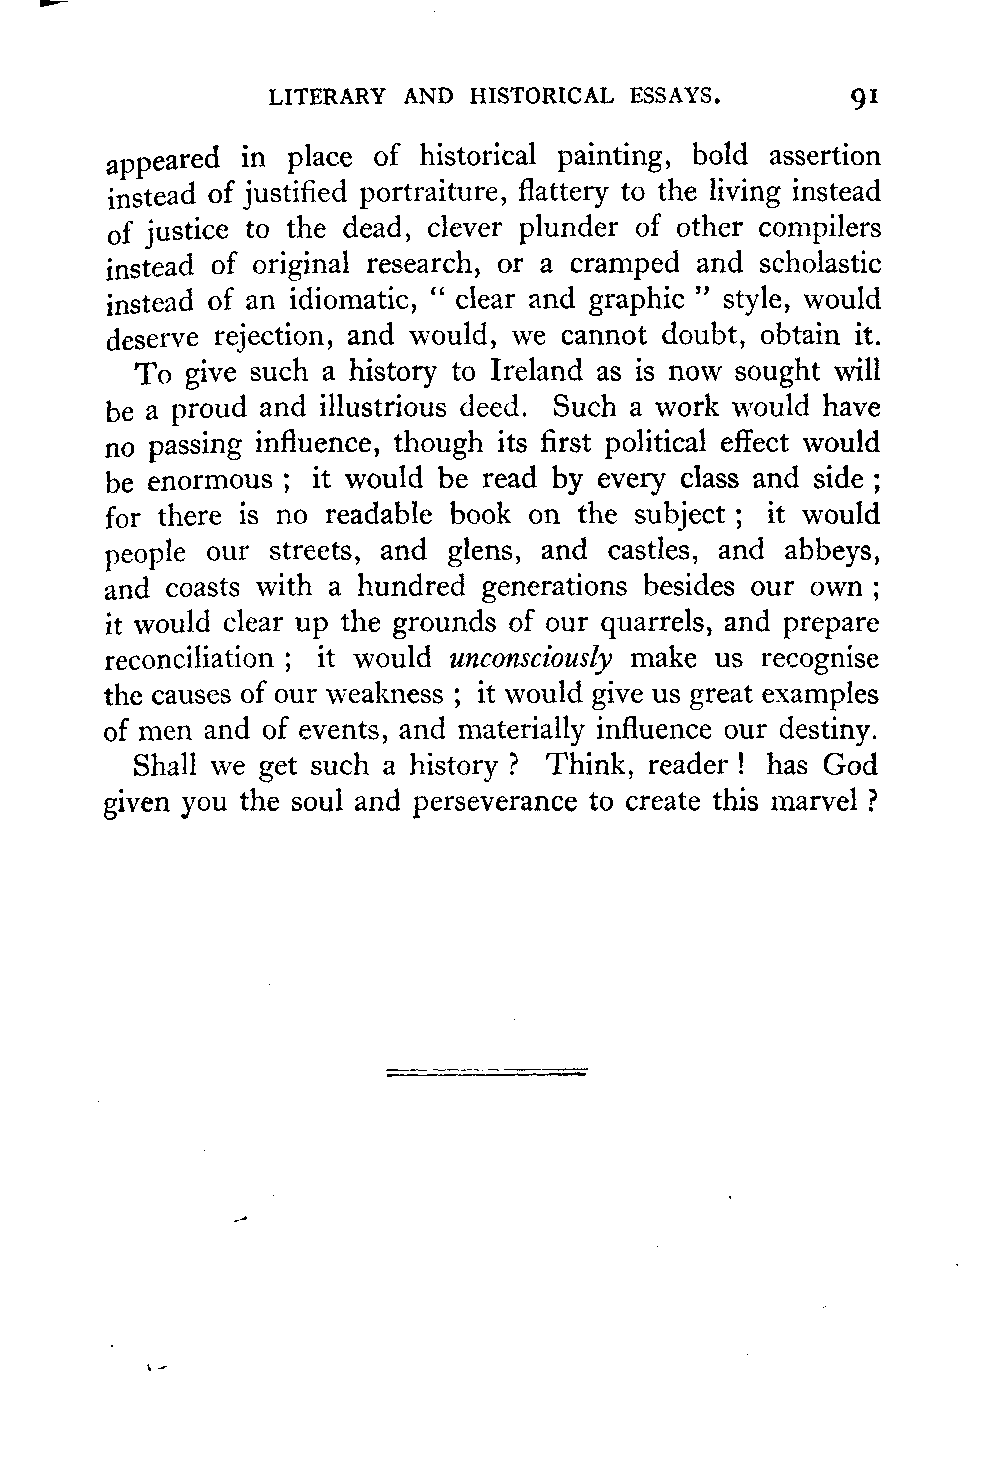 LITERARY AND HISTORICAL ESSAYS. 91
appeared in place of historical painting, bold assertion
instead of justified portraiture, flattery to the living instead
of justice to the dead, clever plunder of other compilers
instead of original research, or a cramped and scholastic
instead of an idiomatic, “ clear and graphic ” style, would
deserve rejection, and would, we cannot doubt, obtain it.
To give such a history to Ireland as is now sought will
be a proud and illustrious deed. Such a work would have
no passing influence, though its first political effect would
be enormous ; it would be read by every class and side ;
for there is no readable book on the subject ; it would
people our streets, and glens, and castles, and abbeys,
and coasts with a hundred generations besides our own ;
it would clear up the grounds of our quarrels, and prepare
reconciliation ; it would unconsciously make us recognise
the causes of our weakness ; it would give us great examples
of men and of events, and materially influence our destiny.
Shall we get such a history ? Think, reader ! has God
given you the soul and perseverance to create this marvel ?